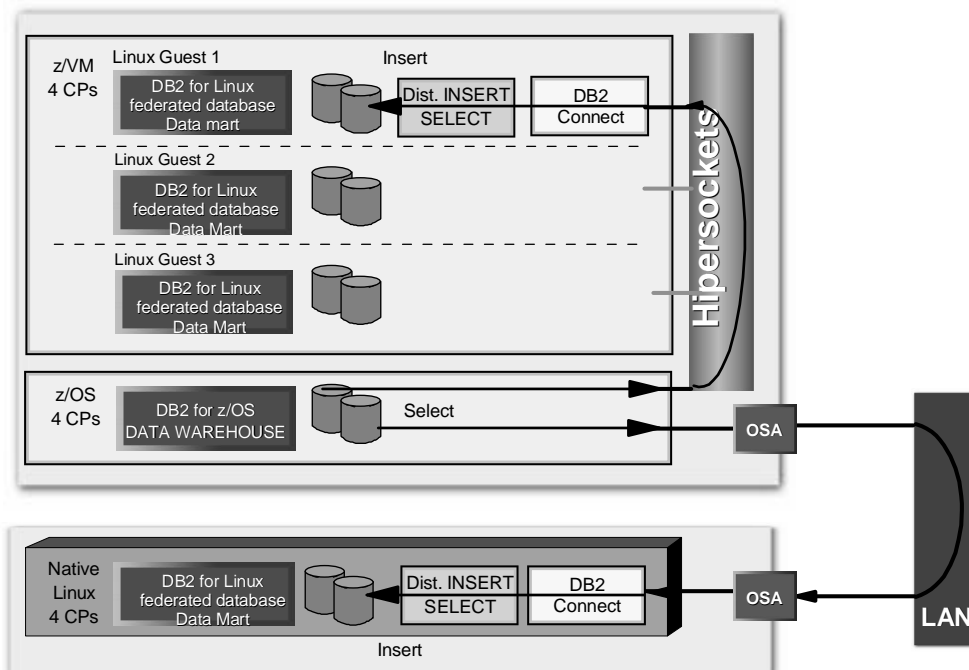 z/VM
4 CPs
Linux Guest 1
DB2 for Linux
federated database
Data mart
Insert
Dist. INSERT
SELECT
DB2
Connect
Linux Guest 2
DB2 for Linux
federated database
Data Mart
Linux Guest 3
DB2 for Linux
federated database
Data Mart
Hipersockets
z/OS
4 CPs
DB2 for z/OS
DATA WAREHOUSE
Select
OSA
Native
Linux
4 CPs
DB2 for Linux
federated database
Data Mart
Dist. INSERT
SELECT
DB2
Connect
OSA
LAN
Insert